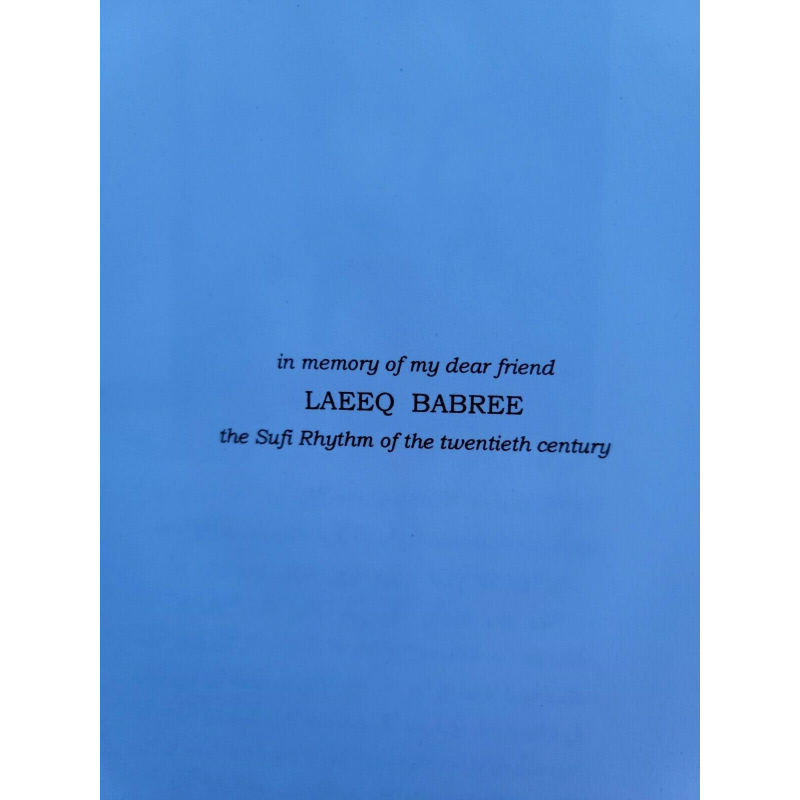 in memory of my dear friend
LAEEQ BABREE
the Sufi Rhythm of the twentieth century